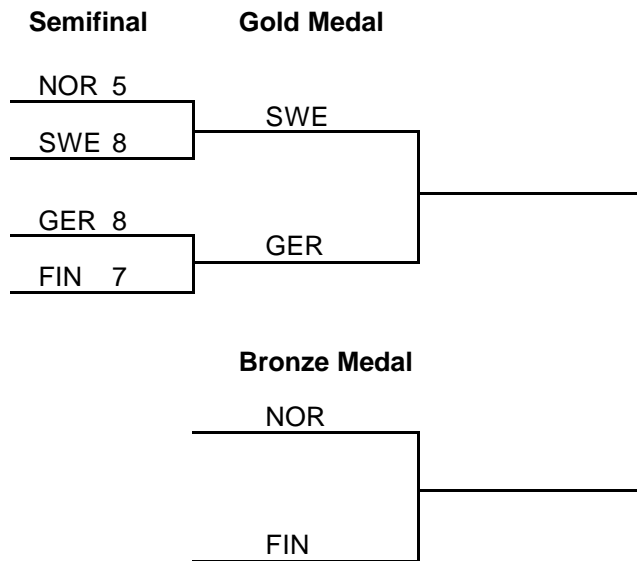 Semifinal Gold Medal
NOR 5
SWE
SWE 8
GER 8
GER
FIN 7
Bronze Medal
NOR
FIN